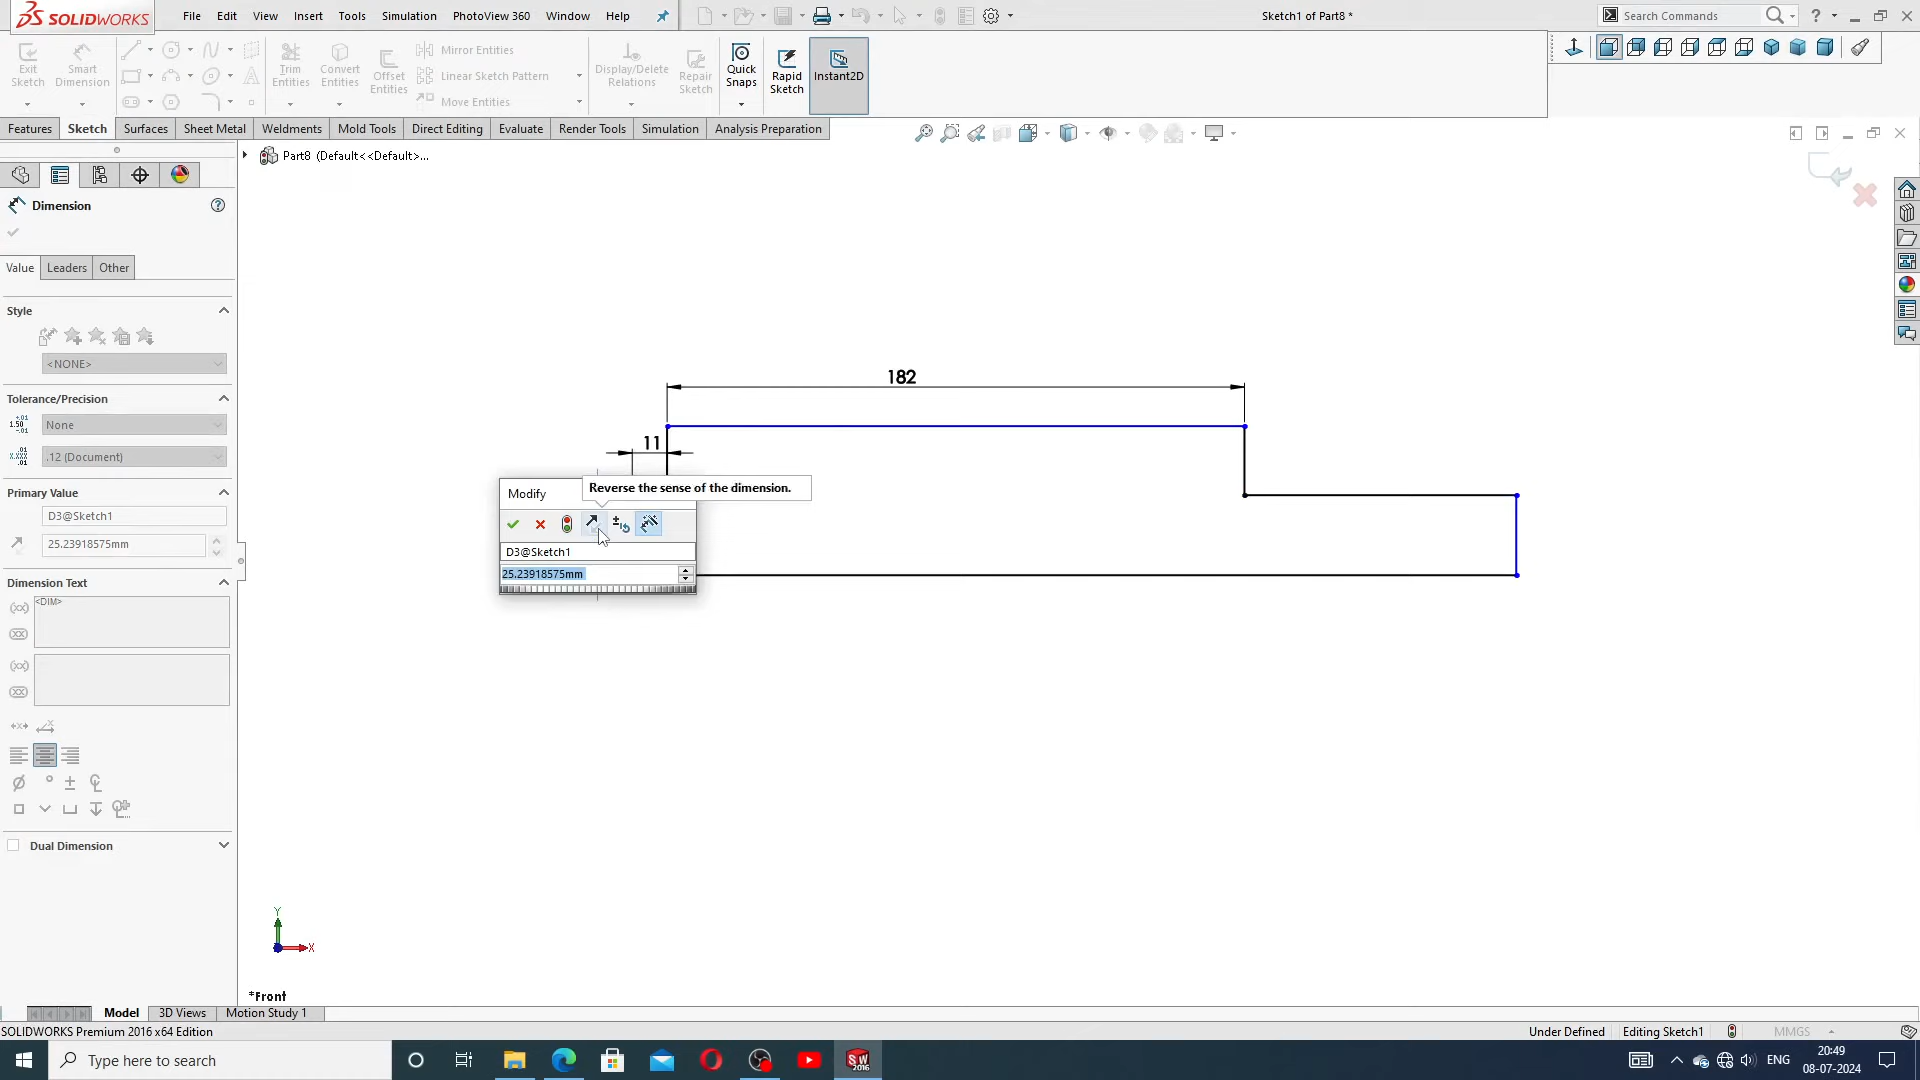 SOLIDWORKS
File Edit View Insert Tools Simulation PhotoView 360 Window Help
Sketch1 of Part8 *
Search Commands
Exit Sketch
Smart Dimension
Trim Entities
Convert Entities
Offset Entities
Mirror Entities
Linear Sketch Pattern
Move Entities
Display/Delete Relations
Repair Sketch
Quick Snaps
Rapid Sketch
Instant2D
Features Sketch Surfaces Sheet Metal Weldments Mold Tools Direct Editing Evaluate Render Tools Simulation Analysis Preparation
Part8 (Default<<Default>...
Dimension
Value Leaders Other
Style
<NONE>
Tolerance/Precision
None
.12 (Document)
Primary Value
D3@Sketch1
25.23918575mm
Dimension Text
<DIM>
Dual Dimension
182
11
Modify
Reverse the sense of the dimension.
D3@Sketch1
25.23918575mm
Y
X
*Front
Model 3D Views Motion Study 1
SOLIDWORKS Premium 2016 x64 Edition
Under Defined Editing Sketch1 MMGS
Type here to search
ENG
20:49
08-07-2024